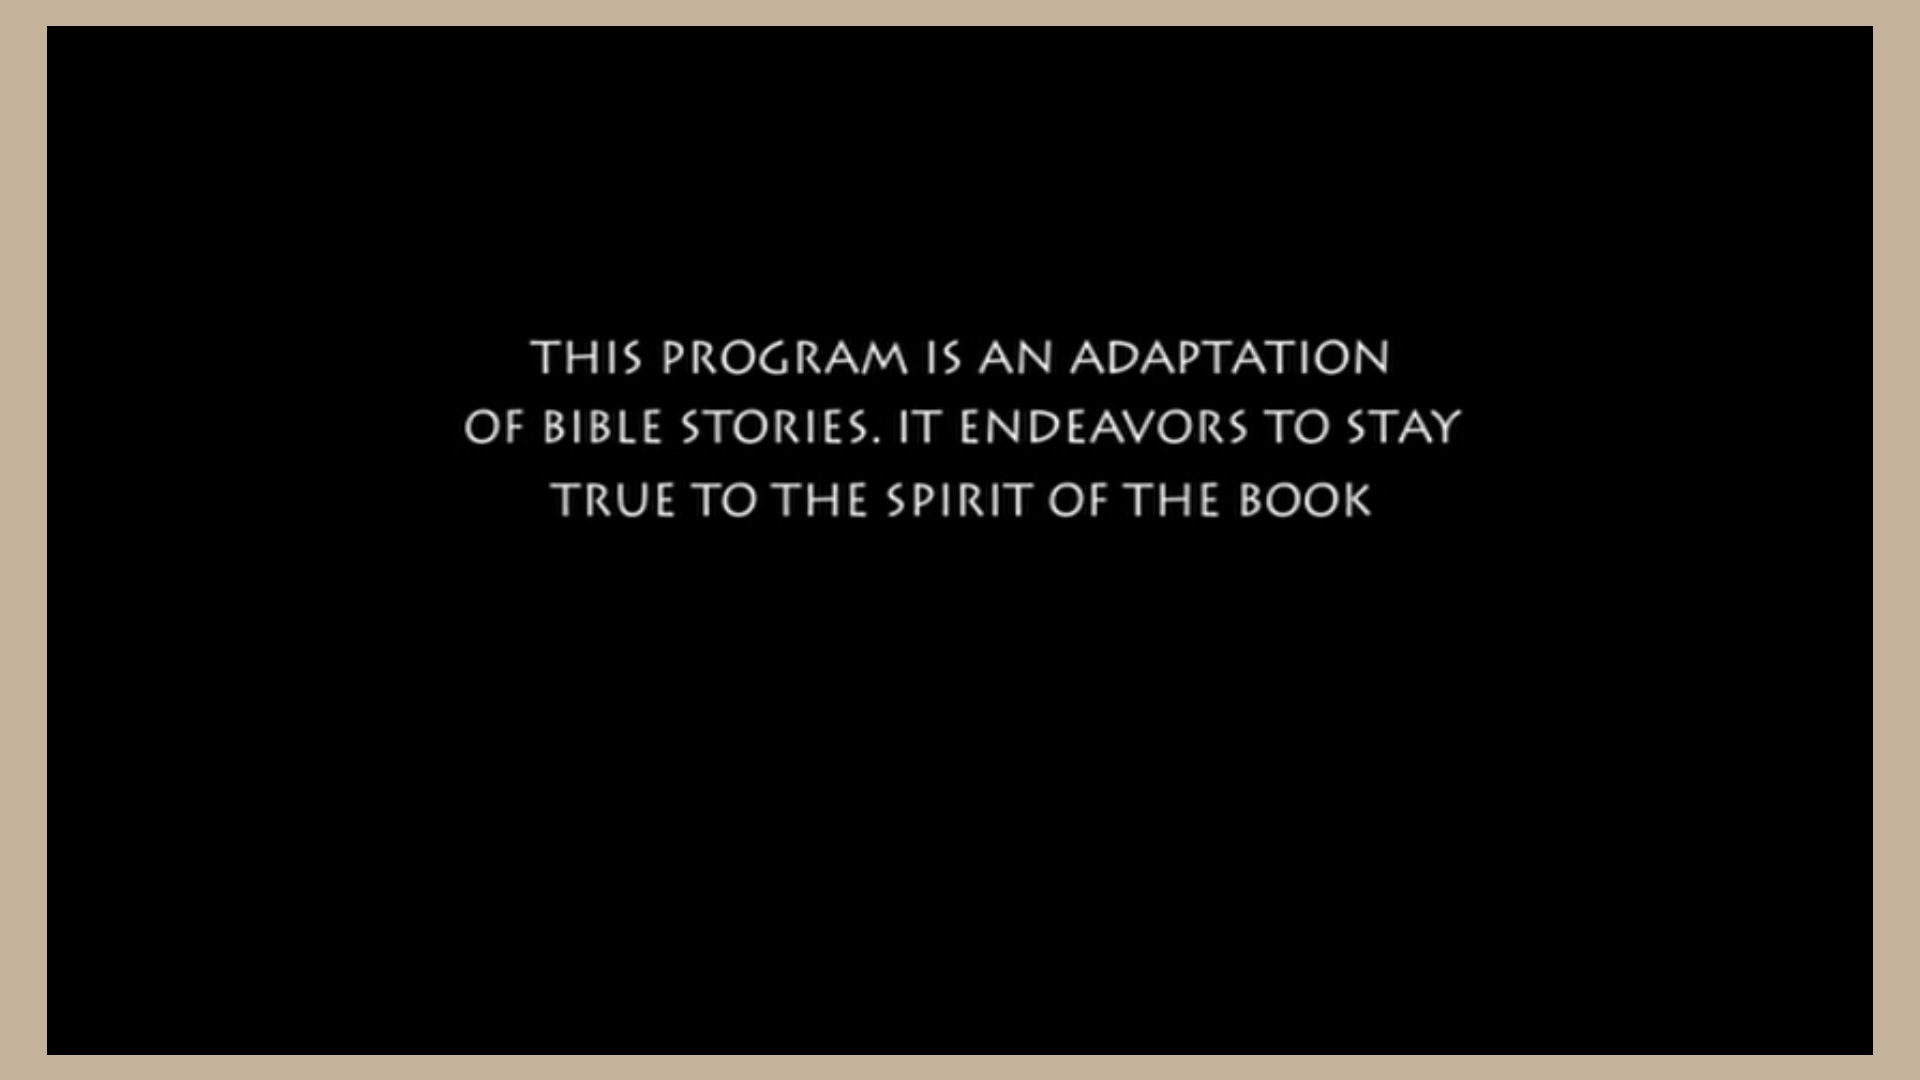 THIS PROGRAM IS AN ADAPTATION
OF BIBLE STORIES. IT ENDEAVORS TO STAY
TRUE TO THE SPIRIT OF THE BOOK